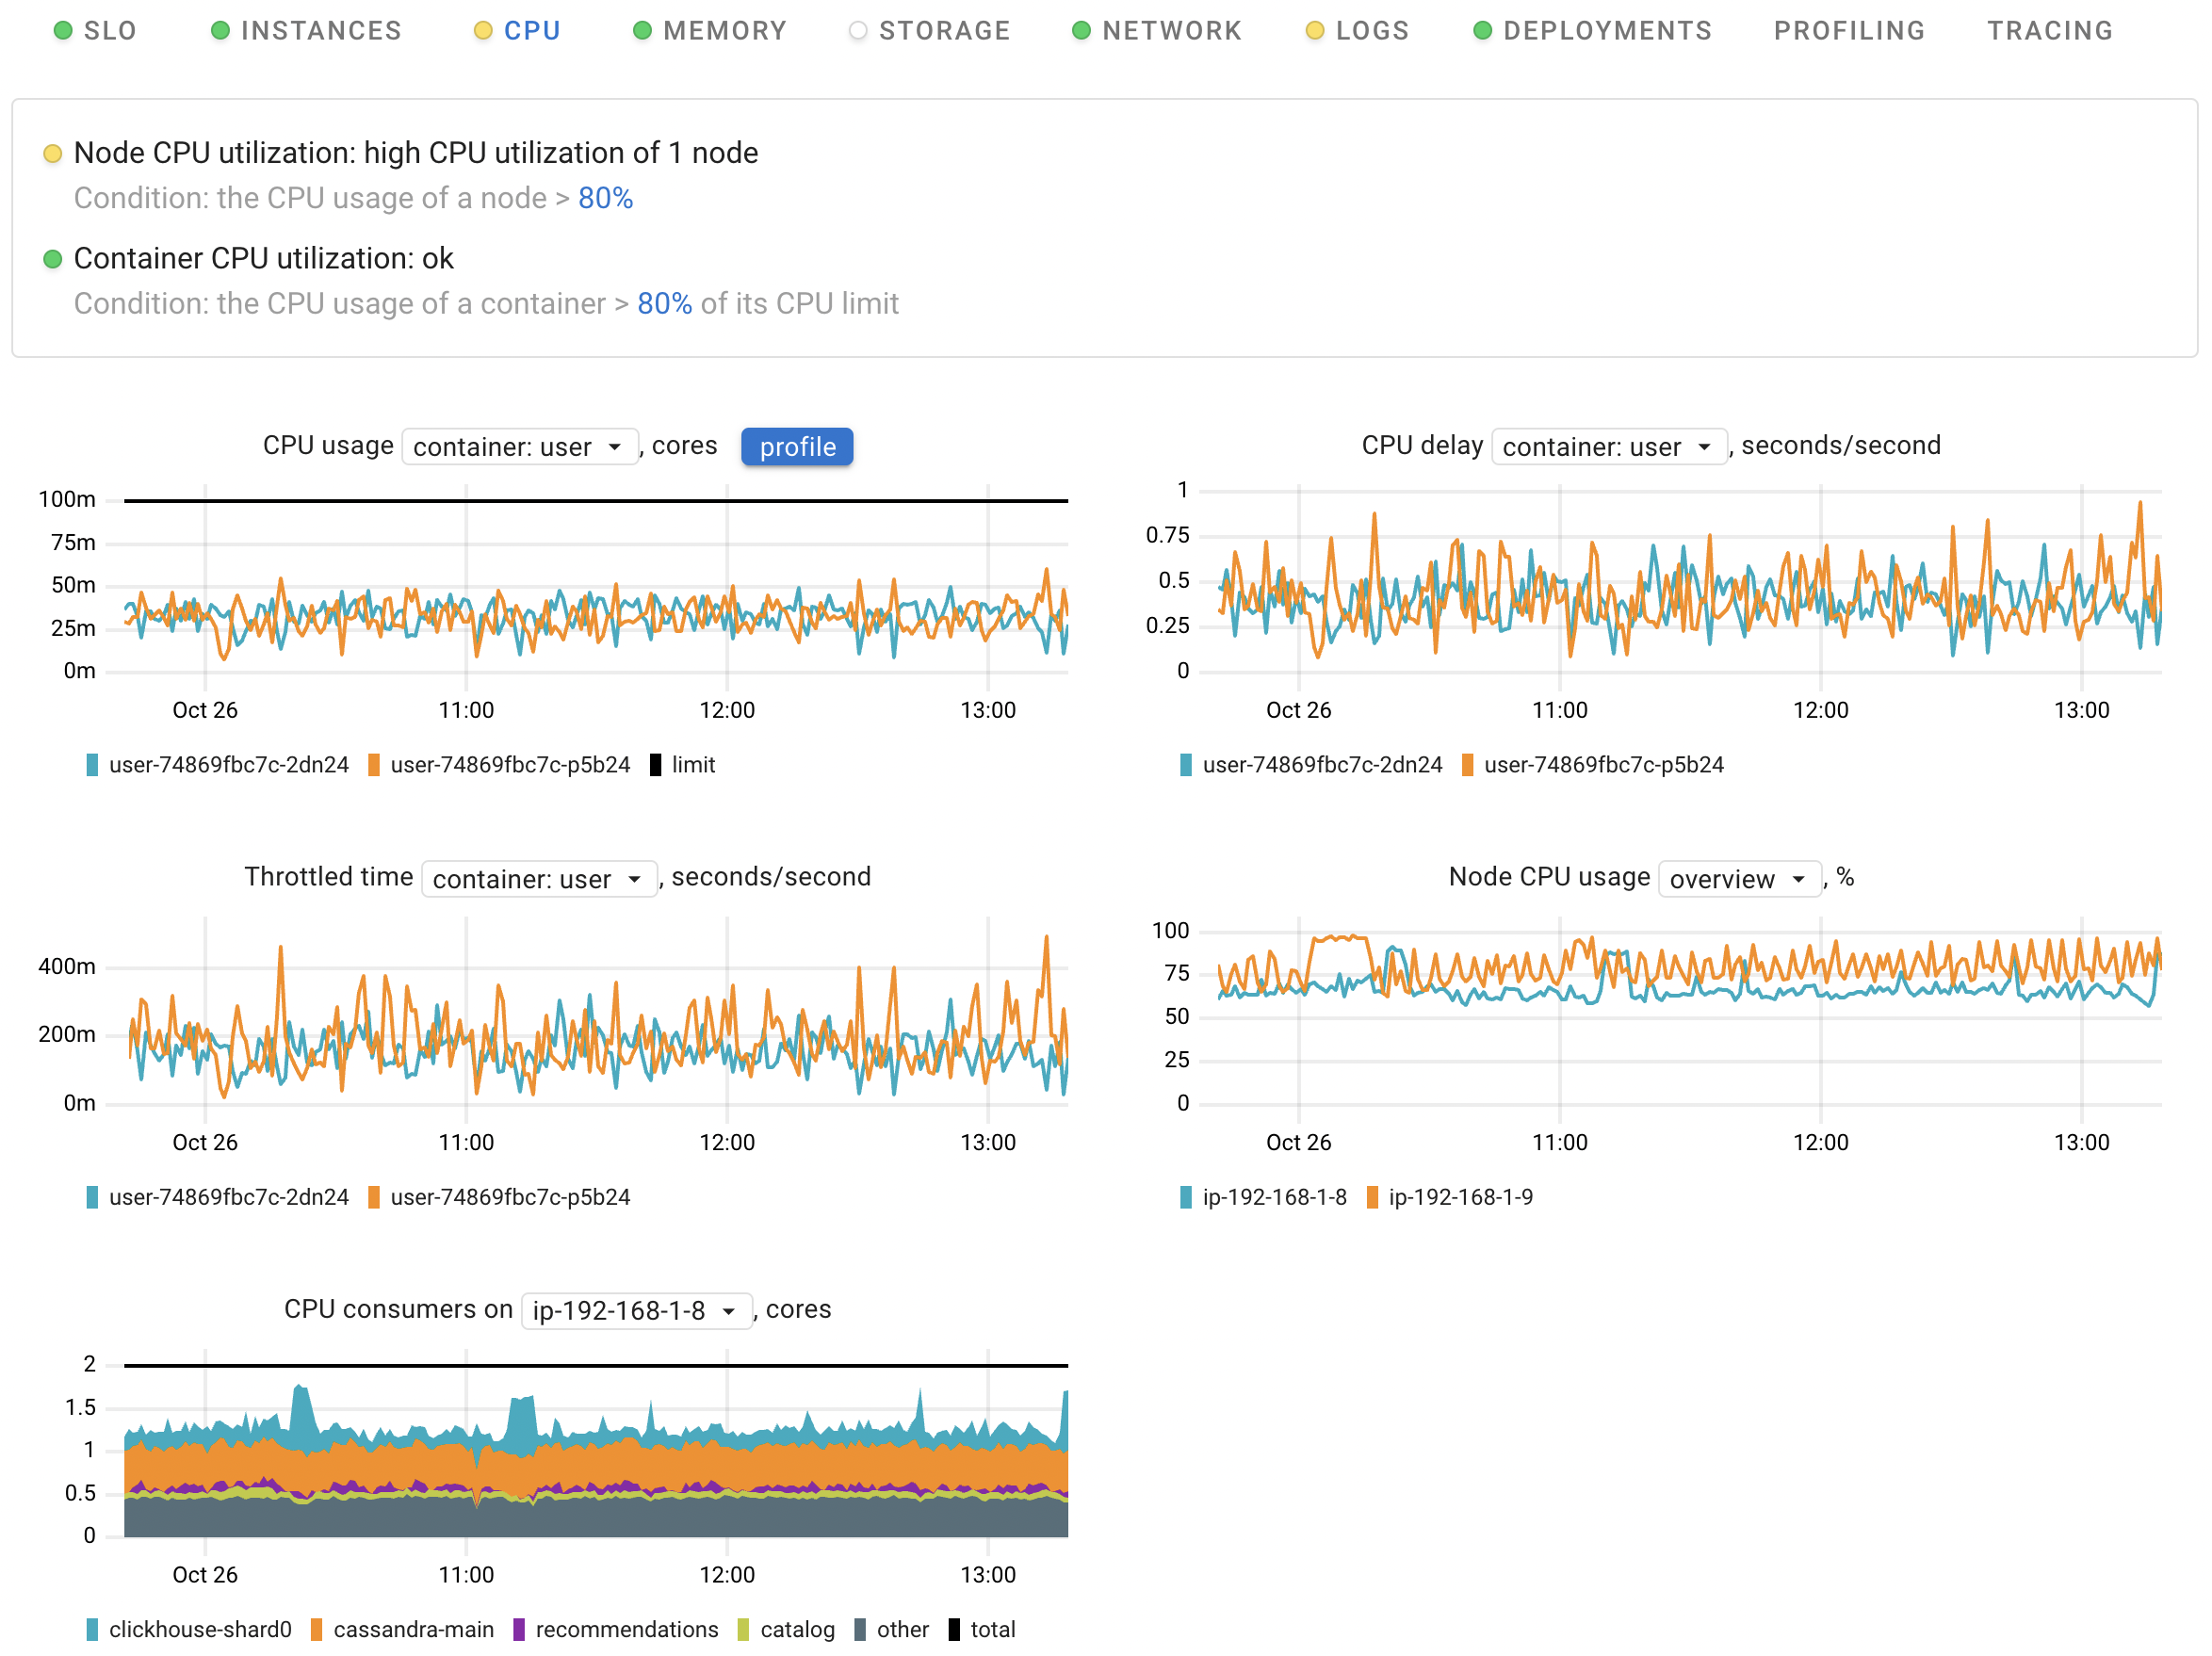 SLO INSTANCES CPU MEMORY STORAGE NETWORK LOGS DEPLOYMENTS PROFILING TRACING
Node CPU utilization: high CPU utilization of 1 node
Condition: the CPU usage of a node > 80%
Container CPU utilization: ok
Condition: the CPU usage of a container > 80% of its CPU limit
CPU usage container: user , cores profile
100m
75m
50m
25m
0m
Oct 26 11:00 12:00 13:00
user-74869fbc7c-2dn24 user-74869fbc7c-p5b24 limit
CPU delay container: user , seconds/second
1
0.75
0.5
0.25
0
Oct 26 11:00 12:00 13:00
user-74869fbc7c-2dn24 user-74869fbc7c-p5b24
Throttled time container: user , seconds/second
400m
200m
0m
Oct 26 11:00 12:00 13:00
user-74869fbc7c-2dn24 user-74869fbc7c-p5b24
Node CPU usage overview , %
100
75
50
25
0
Oct 26 11:00 12:00 13:00
ip-192-168-1-8 ip-192-168-1-9
CPU consumers on ip-192-168-1-8 , cores
2
1.5
1
0.5
0
Oct 26 11:00 12:00 13:00
clickhouse-shard0 cassandra-main recommendations catalog other total